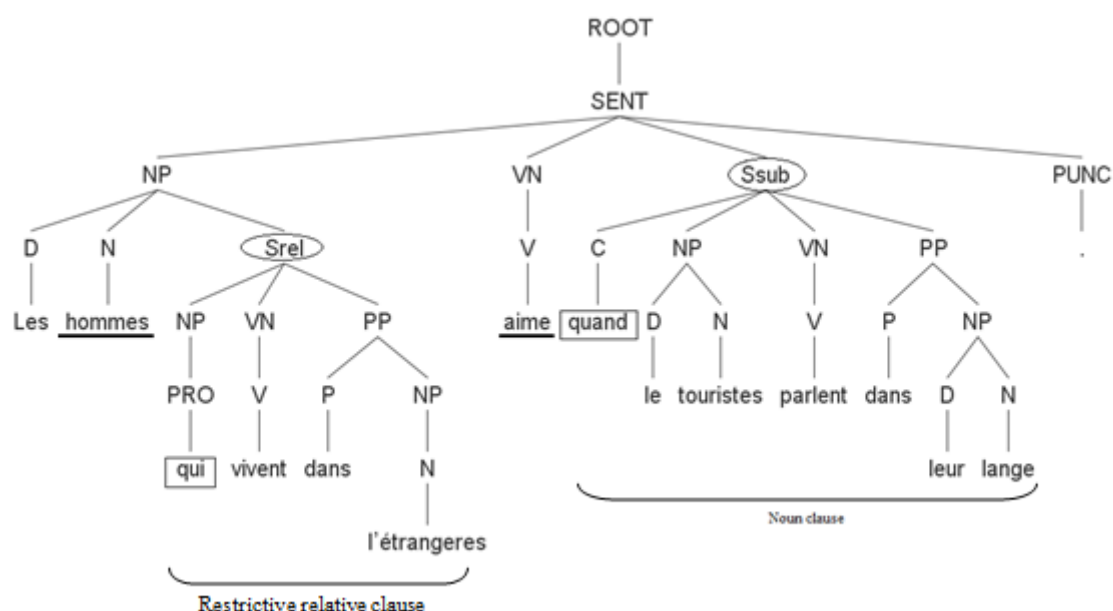 ROOT
SENT
NP VN Ssub PUNC
D N Srel V C NP VN PP .
Les hommes NP VN PP aime quand D N V P NP
PRO V P NP le touristes parlent dans D N
qui vivent dans N leur lange
Noun clause
l'étrangeres
Restrictive relative clause